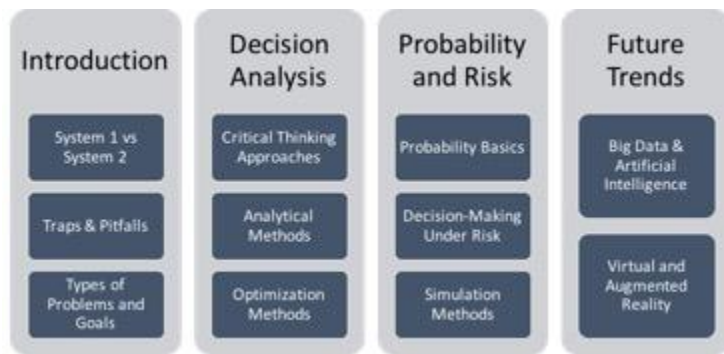 Introduction
System 1 vs
System 2
Traps & Pitfalls
Types of
Problems and
Goals
Decision
Analysis
Critical Thinking
Approaches
Analytical
Methods
Optimization
Methods
Probability
and Risk
Probability Basics
Decision-Making
Under Risk
Simulation
Methods
Future
Trends
Big Data &
Artificial
Intelligence
Virtual and
Augmented
Reality